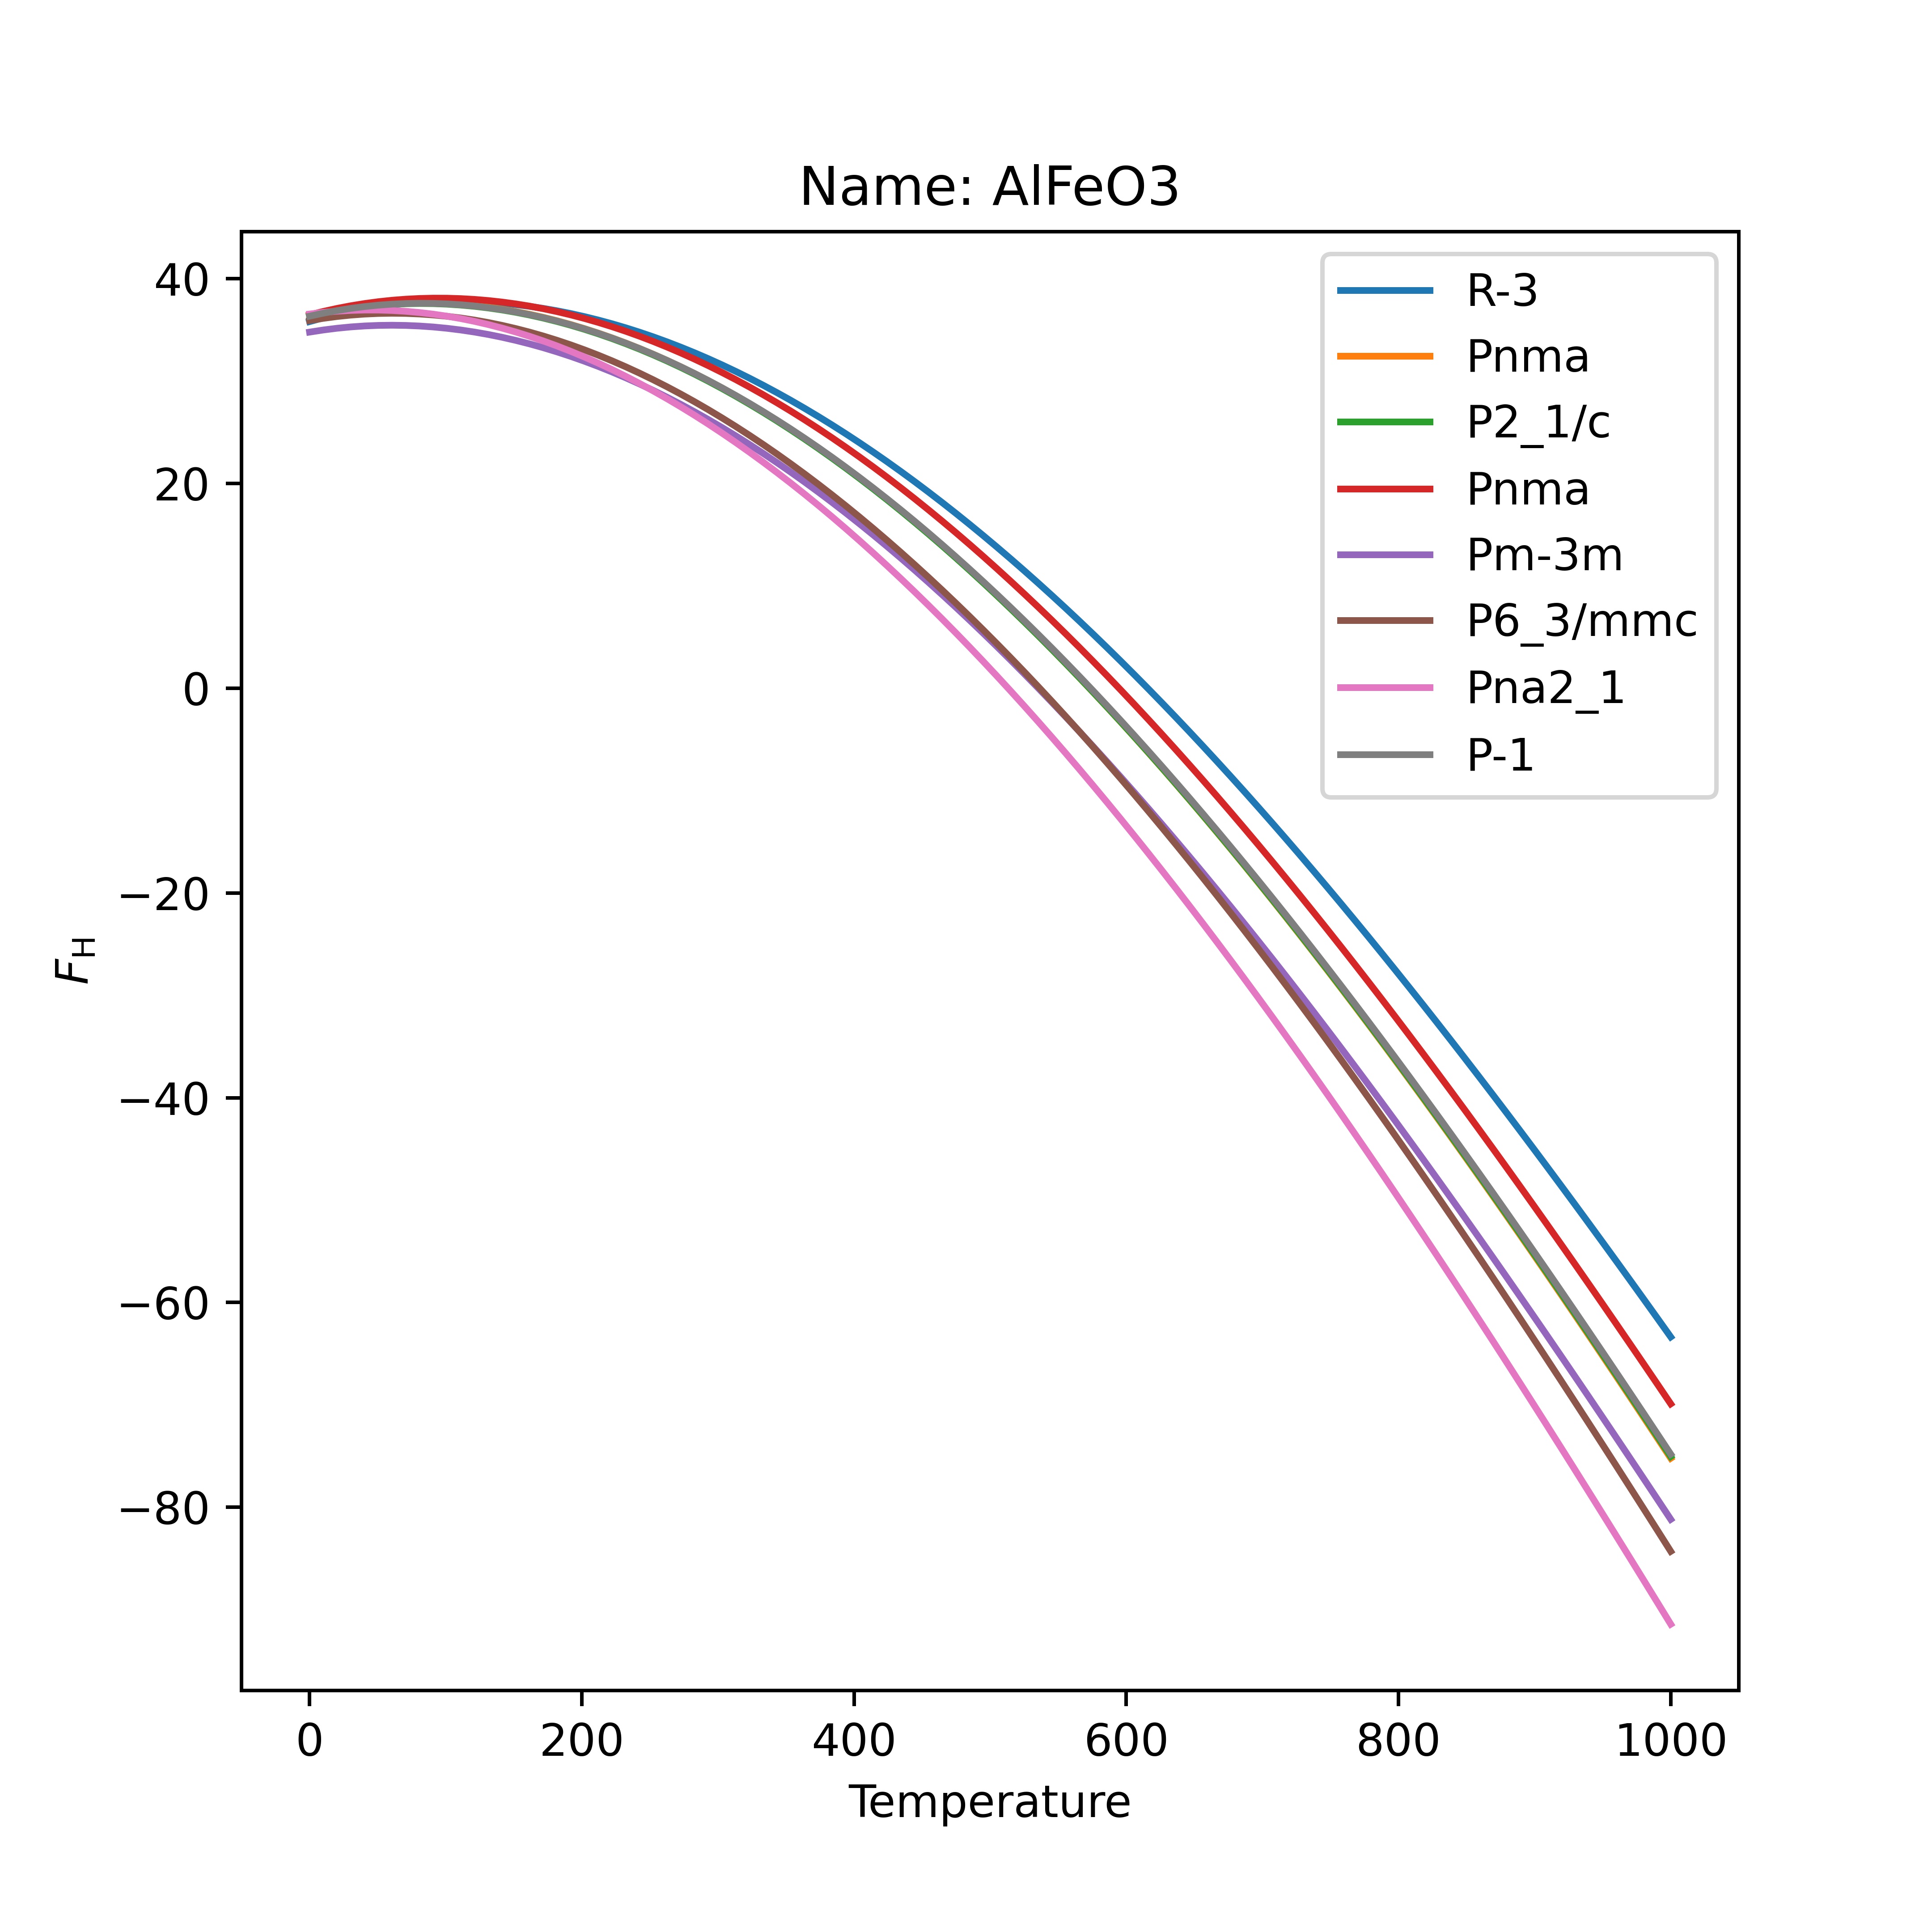 Name: AlFeO3
40
20
0
−20
−40
−60
−80
F_H
R-3
Pnma
P2_1/c
Pnma
Pm-3m
P6_3/mmc
Pna2_1
P-1
0 200 400 600 800 1000
Temperature